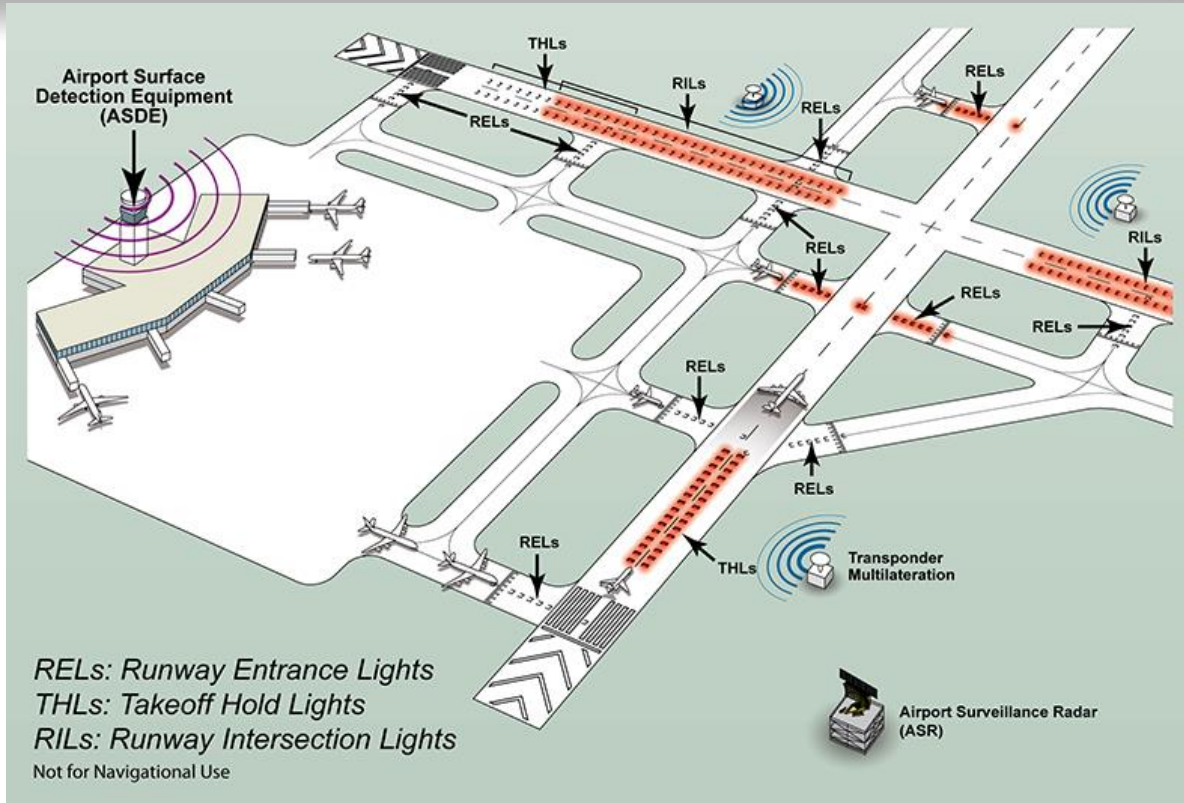 THLs
Airport Surface
Detection Equipment
(ASDE)
RELs
RILs
RELs
RELs
RELs
RILs
RELs
RELs
RELs
RELs
RELs
RELs
THLs
Transponder
Multilateration
RELs: Runway Entrance Lights
THLs: Takeoff Hold Lights
RILs: Runway Intersection Lights
Not for Navigational Use
Airport Surveillance Radar
(ASR)